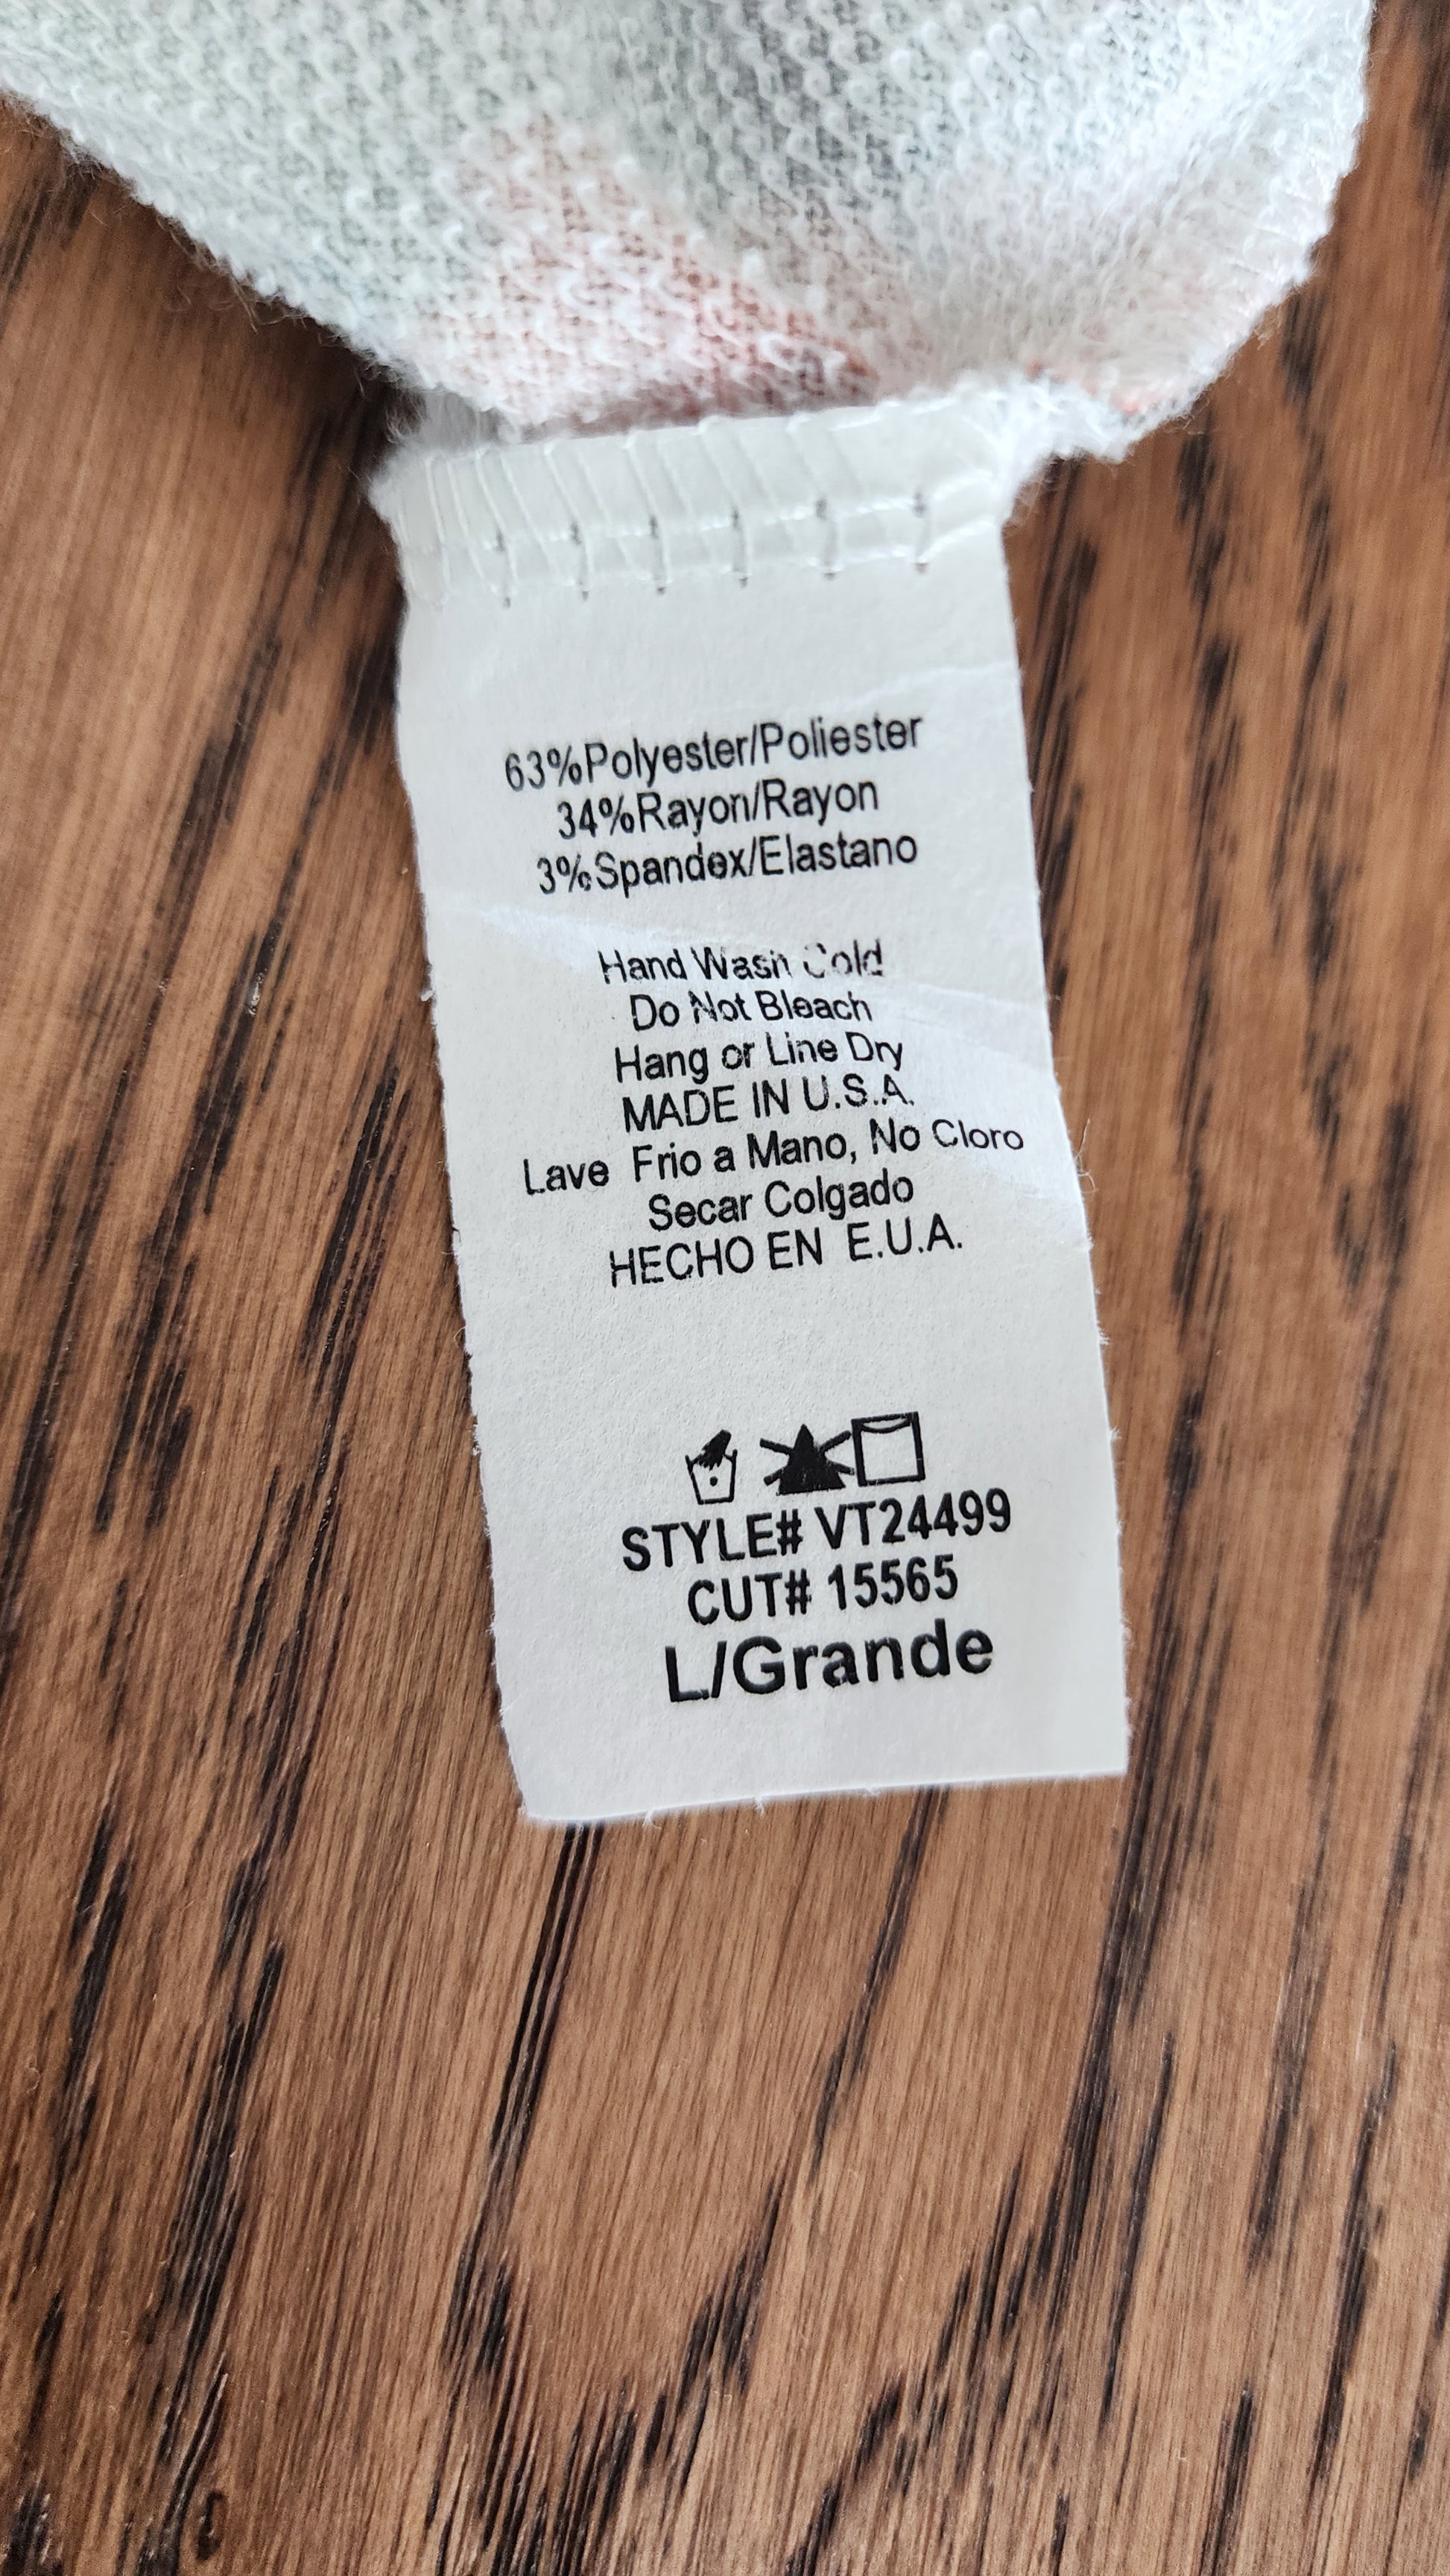 63%Polyester/Poliester
34%Rayon/Rayon
3%Spandex/Elastano
Hand Wash Cold
Do Not Bleach
Hang or Line Dry
MADE IN U.S.A.
Lave Frio a Mano, No Cloro
Secar Colgado
HECHO EN E.U.A.
STYLE# VT24499
CUT# 15565
L/Grande